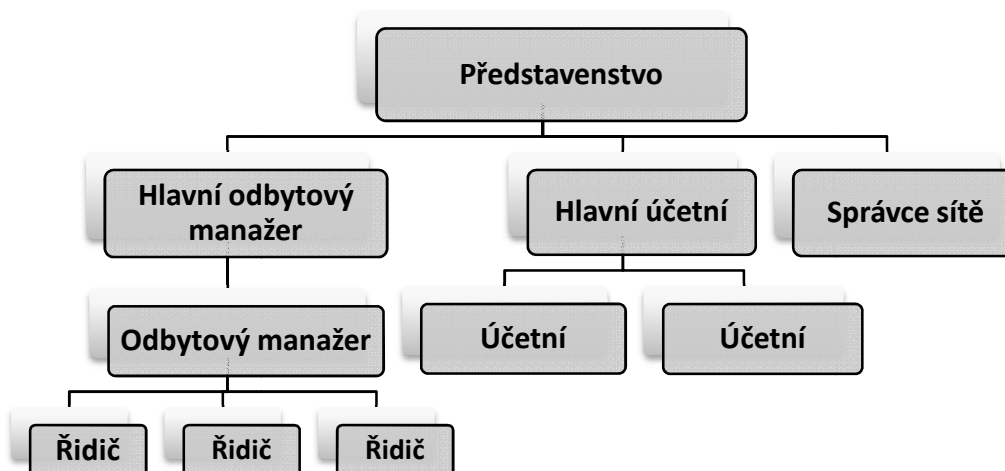 Představenstvo
Hlavní odbytový
manažer
Hlavní účetní
Správce sítě
Odbytový manažer
Účetní
Účetní
Řidič
Řidič
Řidič